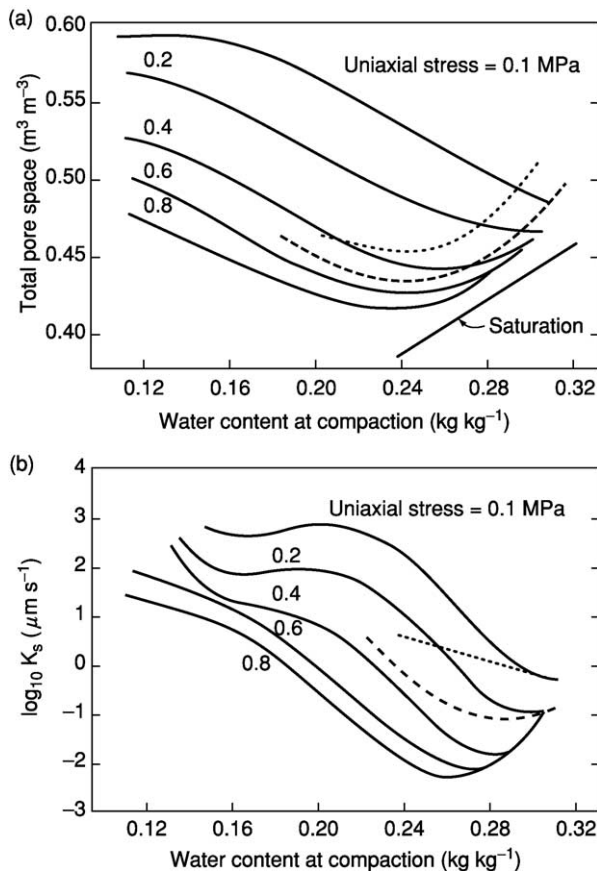 (a)
0.60
0.55
0.50
0.45
0.40
Total pore space (m³ m⁻³)
Uniaxial stress = 0.1 MPa
0.2
0.4
0.6
0.8
Saturation
0.12 0.16 0.20 0.24 0.28 0.32
Water content at compaction (kg kg⁻¹)
(b)
4
3
2
1
0
−1
−2
−3
log₁₀ Kₛ (μm s⁻¹)
Uniaxial stress = 0.1 MPa
0.2
0.4
0.6
0.8
0.12 0.16 0.20 0.24 0.28 0.32
Water content at compaction (kg kg⁻¹)